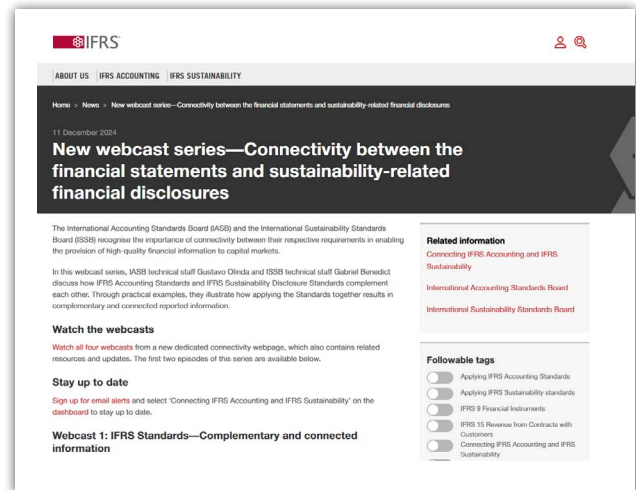 IFRS
ABOUT US IFRS ACCOUNTING IFRS SUSTAINABILITY
Home > News > New webcast series—Connectivity between the financial statements and sustainability-related financial disclosures
11 December 2024
New webcast series—Connectivity between the
financial statements and sustainability-related
financial disclosures
The International Accounting Standards Board (IASB) and the International Sustainability Standards
Board (ISSB) recognise the importance of connectivity between their respective requirements in enabling
the provision of high-quality financial information to capital markets.
In this webcast series, IASB technical staff Gustavo Olinda and ISSB technical staff Gabriel Benedict
discuss how IFRS Accounting Standards and IFRS Sustainability Disclosure Standards complement
each other. Through practical examples, they illustrate how applying the Standards together results in
complementary and connected reported information.
Watch the webcasts
Watch all four webcasts from a new dedicated connectivity webpage, which also contains related
resources and updates. The first two episodes of this series are available below.
Stay up to date
Sign up for email alerts and select 'Connecting IFRS Accounting and IFRS Sustainability' on the
dashboard to stay up to date.
Webcast 1: IFRS Standards—Complementary and connected
information
Related information
Connecting IFRS Accounting and IFRS
Sustainability
International Accounting Standards Board
International Sustainability Standards Board
Followable tags
Applying IFRS Accounting Standards
Applying IFRS Sustainability standards
IFRS 9 Financial Instruments
IFRS 15 Revenue from Contracts with
Customers
Connecting IFRS Accounting and IFRS
Sustainability